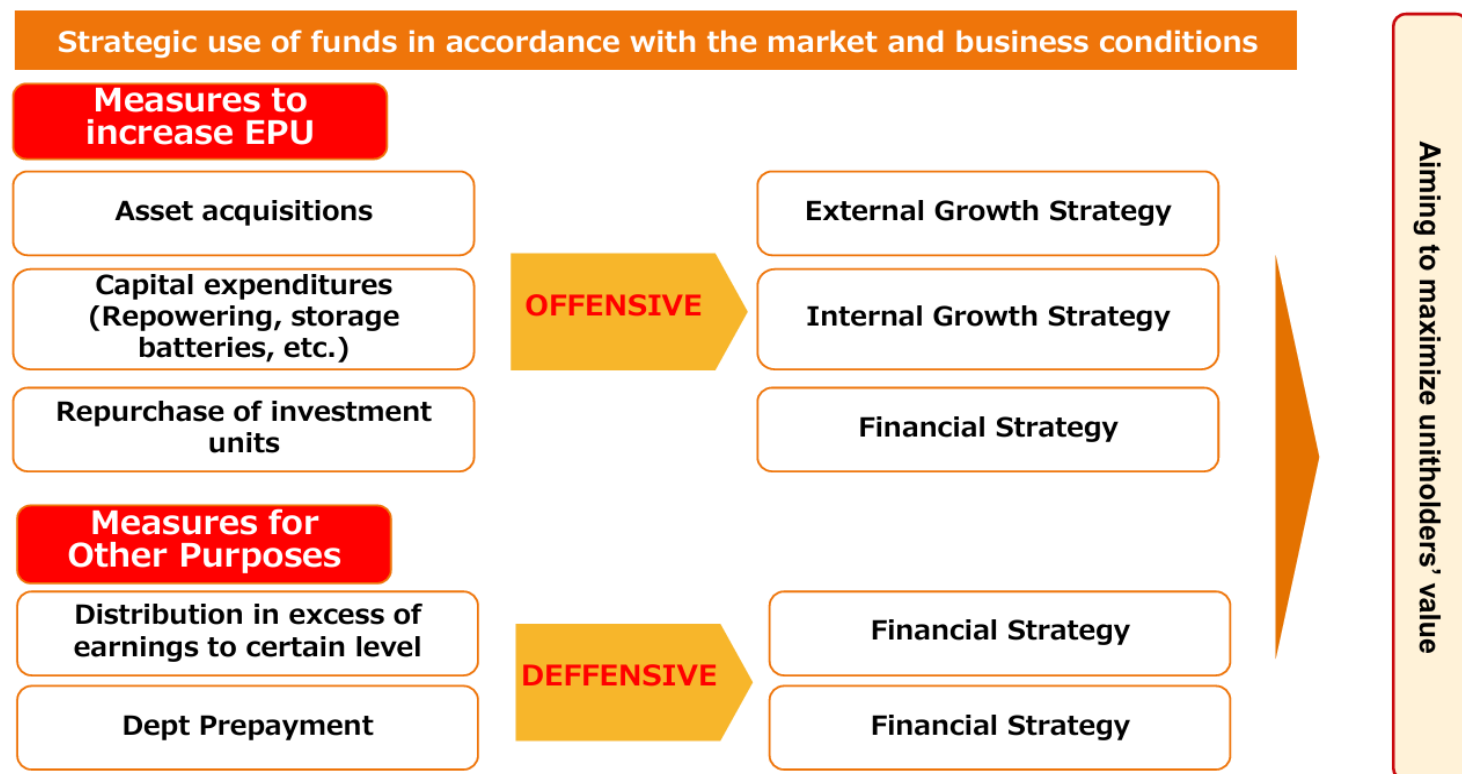 Strategic use of funds in accordance with the market and business conditions
Measures to
increase EPU
Asset acquisitions
Capital expenditures
(Repowering, storage
batteries, etc.)
Repurchase of investment
units
OFFENSIVE
External Growth Strategy
Internal Growth Strategy
Financial Strategy
Measures for
Other Purposes
Distribution in excess of
earnings to certain level
Dept Prepayment
DEFFENSIVE
Financial Strategy
Financial Strategy
Aiming to maximize unitholders’ value